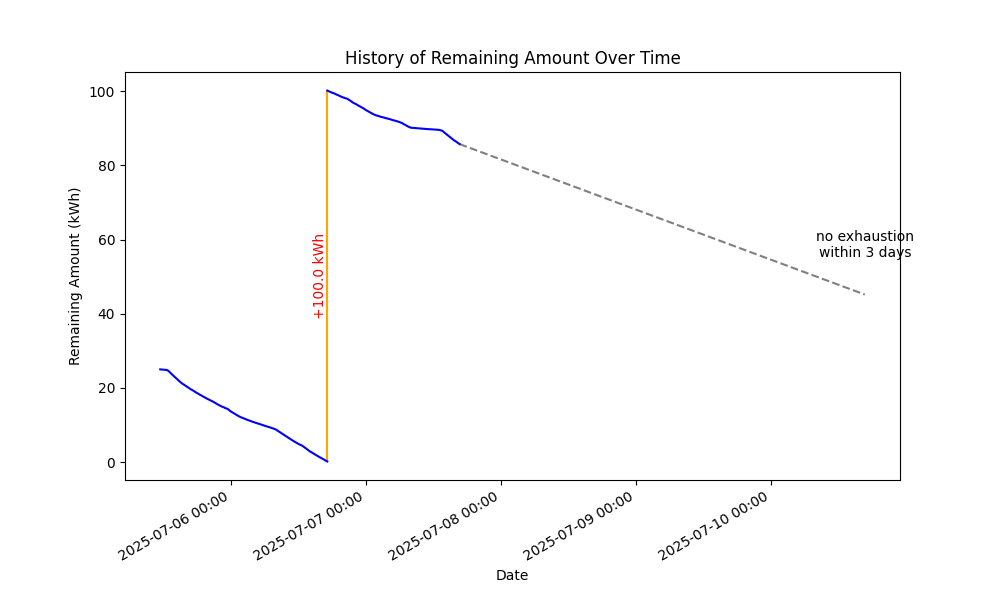 History of Remaining Amount Over Time
Remaining Amount (kWh)
100
80
60
40
20
0
+100.0 kWh
no exhaustion
within 3 days
2025-07-06 00:00
2025-07-07 00:00
2025-07-08 00:00
2025-07-09 00:00
2025-07-10 00:00
Date